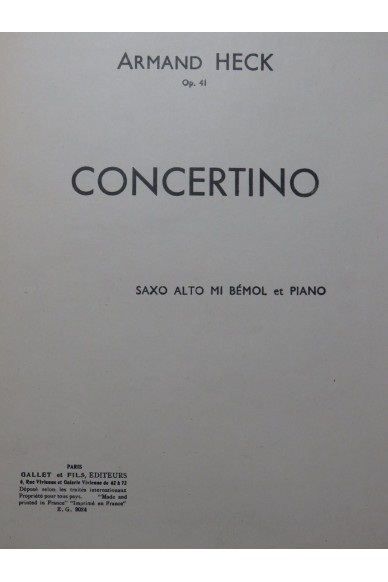 ARMAND HECK
Op. 41
CONCERTINO
SAXO ALTO MI BÉMOL et PIANO
PARIS
GALLET et FILS, EDITEURS
6, Rue Vivienne et Galerie Vivienne de 62 à 72
Déposé selon les traités internationaux
Propriété pour tous pays. "Made and
printed in France" "Imprimé en France"
E. G. 9024